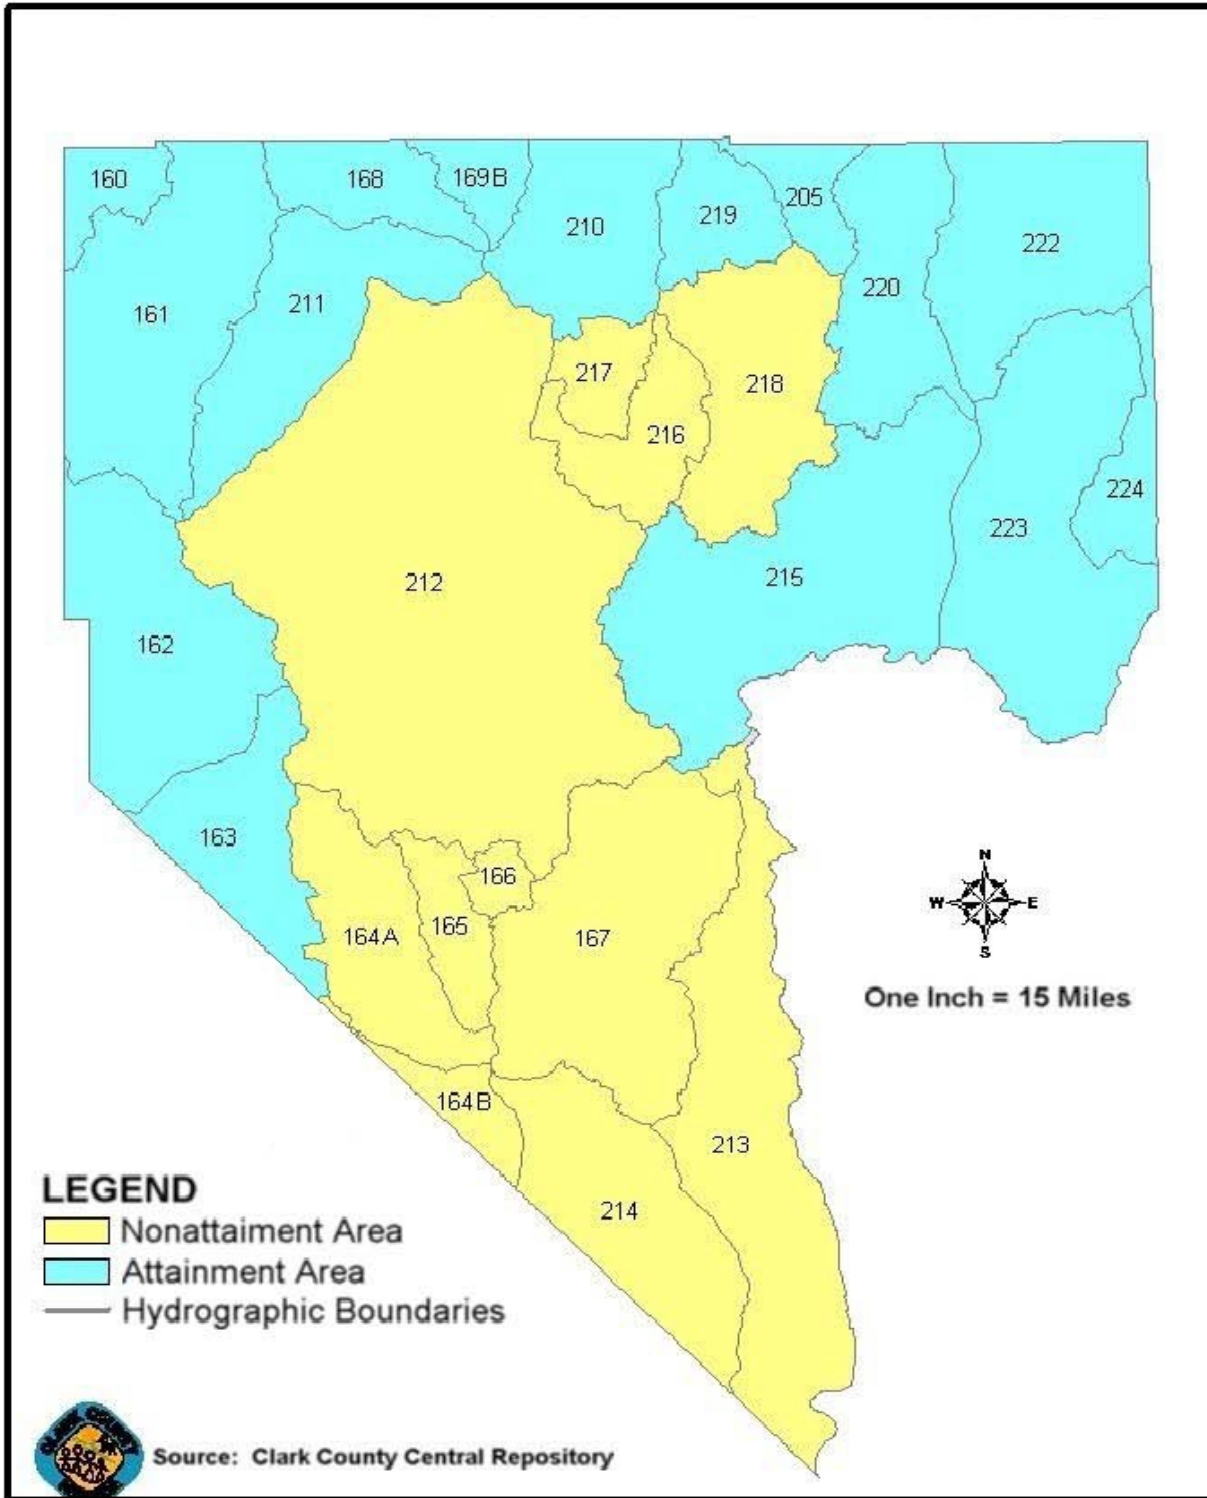 160
168
169B
210
219
205
222
220
161
211
217
218
216
224
223
212
215
162
163
166
165
164A
167
N
W E
S
One Inch = 15 Miles
164B
213
214
LEGEND
Nonattaiment Area
Attainment Area
Hydrographic Boundaries
CLARK COUNTY
Source: Clark County Central Repository